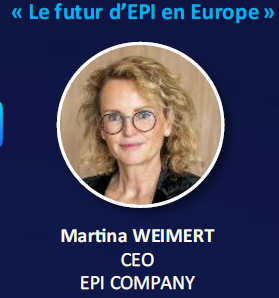 « Le futur d’EPI en Europe »
Martina WEIMERT
CEO
EPI COMPANY